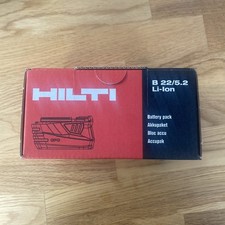 B 22/5.2
Li-Ion
HILTI
Battery pack
Akkupaket
Bloc accu
Accupak